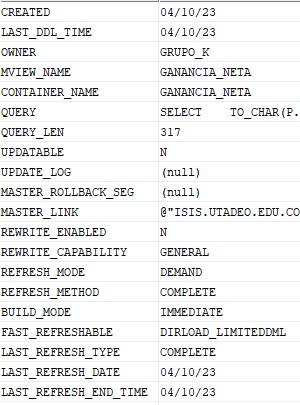 CREATED 04/10/23
LAST_DDL_TIME 04/10/23
OWNER GRUPO_K
MVIEW_NAME GANANCIA_NETA
CONTAINER_NAME GANANCIA_NETA
QUERY SELECT TO_CHAR(P.
QUERY_LEN 317
UPDATABLE N
UPDATE_LOG (null)
MASTER_ROLLBACK_SEG (null)
MASTER_LINK @"ISIS.UTADEO.EDU.CO
REWRITE_ENABLED N
REWRITE_CAPABILITY GENERAL
REFRESH_MODE DEMAND
REFRESH_METHOD COMPLETE
BUILD_MODE IMMEDIATE
FAST_REFRESHABLE DIRLOAD_LIMITEDDML
LAST_REFRESH_TYPE COMPLETE
LAST_REFRESH_DATE 04/10/23
LAST_REFRESH_END_TIME 04/10/23